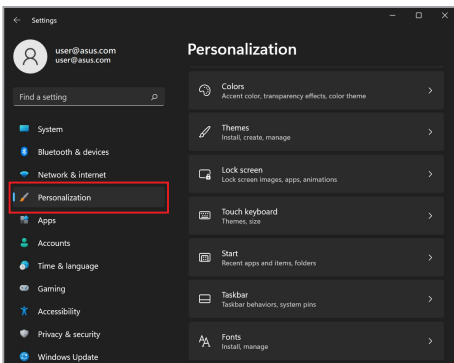 Settings
user@asus.com
user@asus.com
Find a setting
System
Bluetooth & devices
Network & internet
Personalization
Apps
Accounts
Time & language
Gaming
Accessibility
Privacy & security
Windows Update
Personalization
Colors
Accent color, transparency effects, color theme
Themes
Install, create, manage
Lock screen
Lock screen images, apps, animations
Touch keyboard
Themes, size
Start
Recent apps and items, folders
Taskbar
Taskbar behaviors, system pins
Fonts
Install, manage